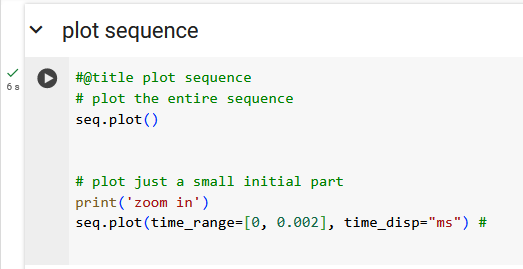 plot sequence
#@title plot sequence
# plot the entire sequence
6 s
seq.plot()
# plot just a small initial part
print('zoom in')
seq.plot(time_range=[0, 0.002], time_disp="ms") #